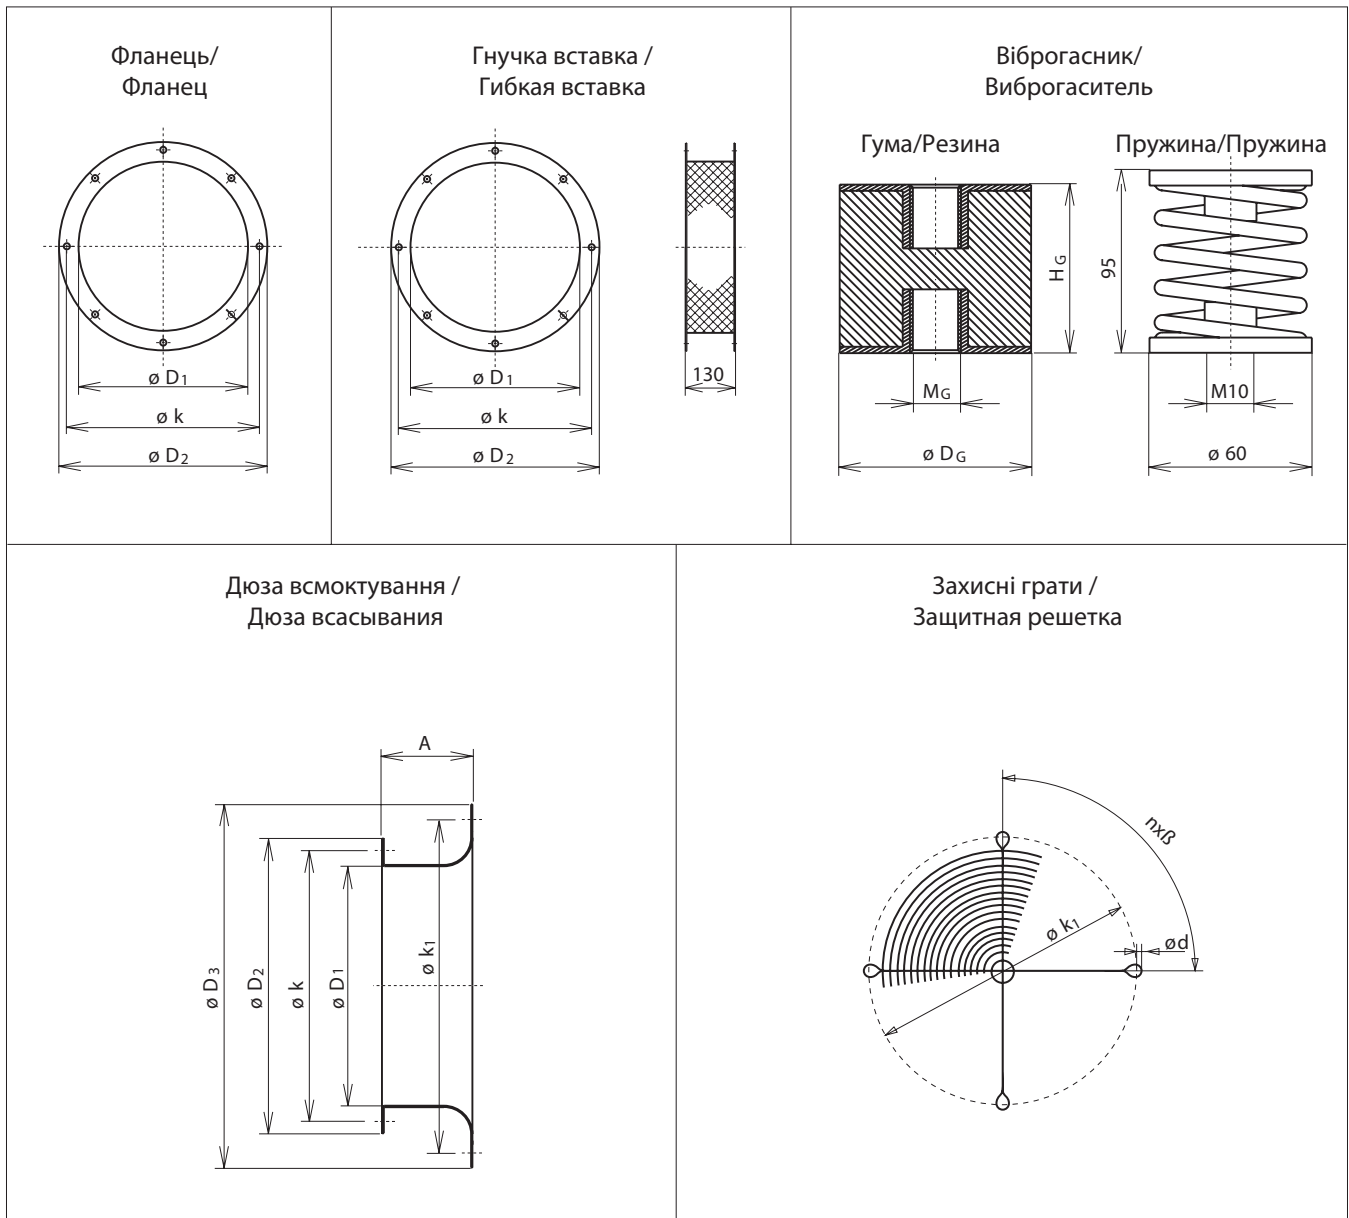 Фланець/
Фланец
ø D1
ø k
ø D2
Гнучка вставка /
Гибкая вставка
ø D1
ø k
ø D2
130
Віброгасник/
Виброгаситель
Гума/Резина
HG
MG
ø DG
Пружина/Пружина
95
M10
ø 60
Дюза всмоктування /
Дюза всасывания
A
ø D3
ø D2
ø k
ø D1
ø k1
Захисні грати /
Защитная решетка
nxß
ø k1
ød